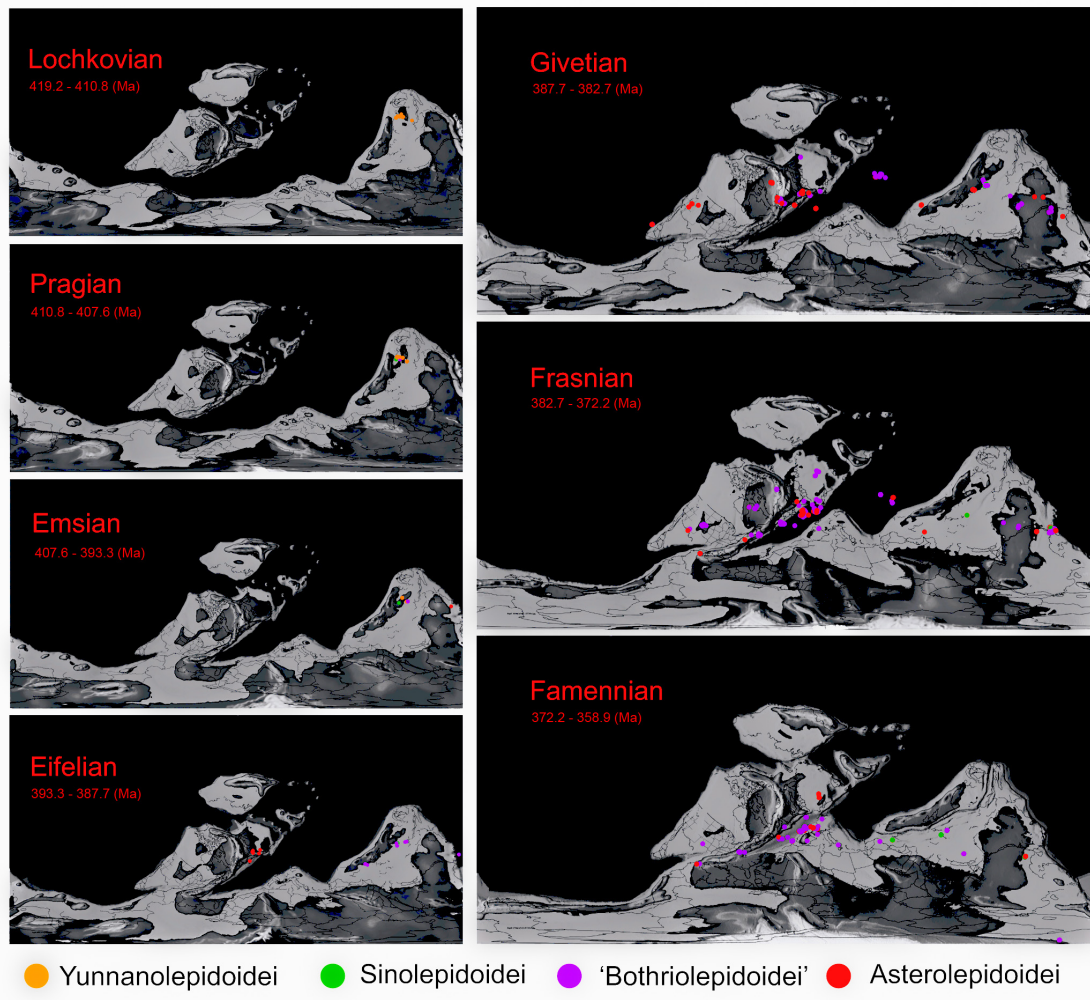 Lochkovian
419.2 - 410.8 (Ma)
Pragian
410.8 - 407.6 (Ma)
Emsian
407.6 - 393.3 (Ma)
Eifelian
393.3 - 387.7 (Ma)
Givetian
387.7 - 382.7 (Ma)
Frasnian
382.7 - 372.2 (Ma)
Famennian
372.2 - 358.9 (Ma)
Yunnanolepidoidei Sinolepidoidei ‘Bothriolepidoidei’ Asterolepidoidei